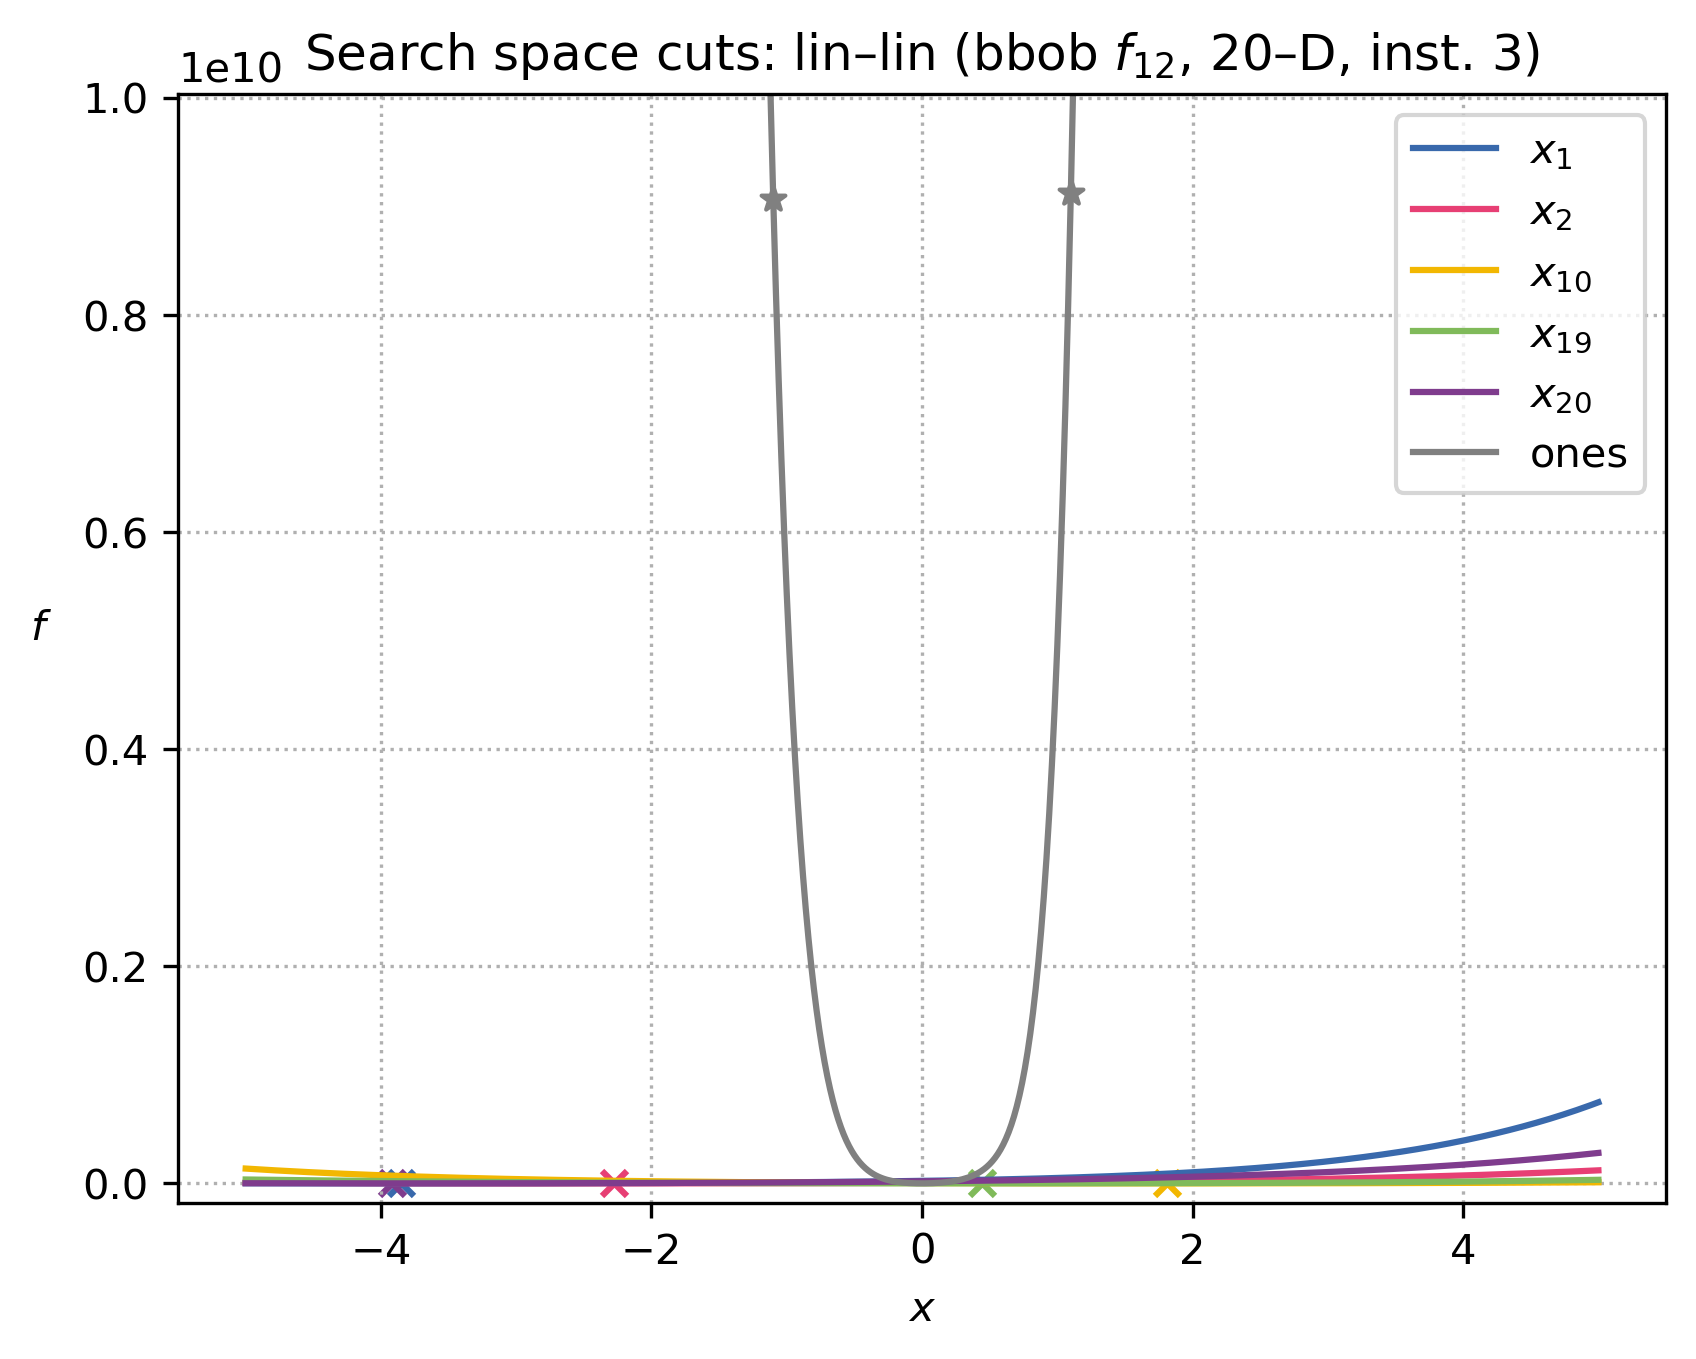 Search space cuts: lin–lin (bbob f₁₂, 20–D, inst. 3)
1e10
1.0
0.8
0.6
0.4
0.2
0.0
f
−4
−2
0
2
4
x
x₁
x₂
x₁₀
x₁₉
x₂₀
ones